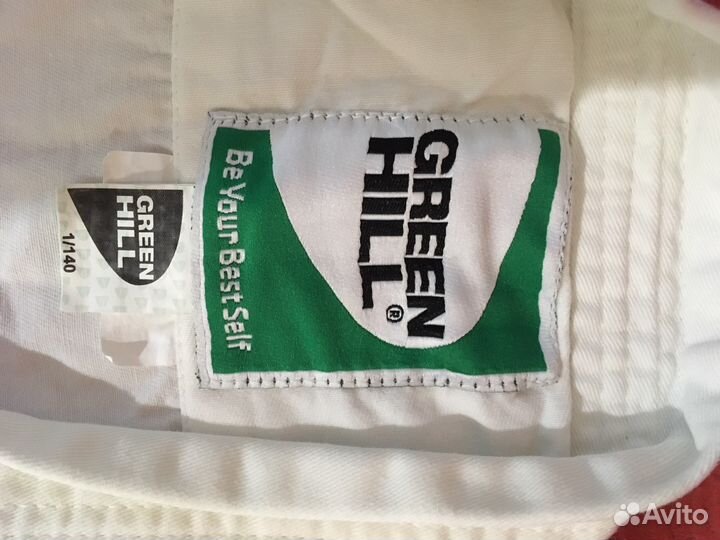 GREEN
HILL®
Be Your Best Self
GREEN
HILL
1/140
Avito